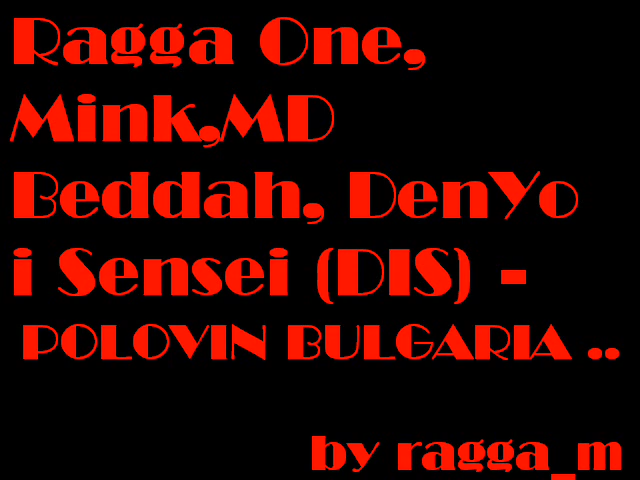 Ragga One,
Mink,MD
Beddah, DenYo
i Sensei (DIS) -
POLOVIN BULGARIA ..
by ragga_m